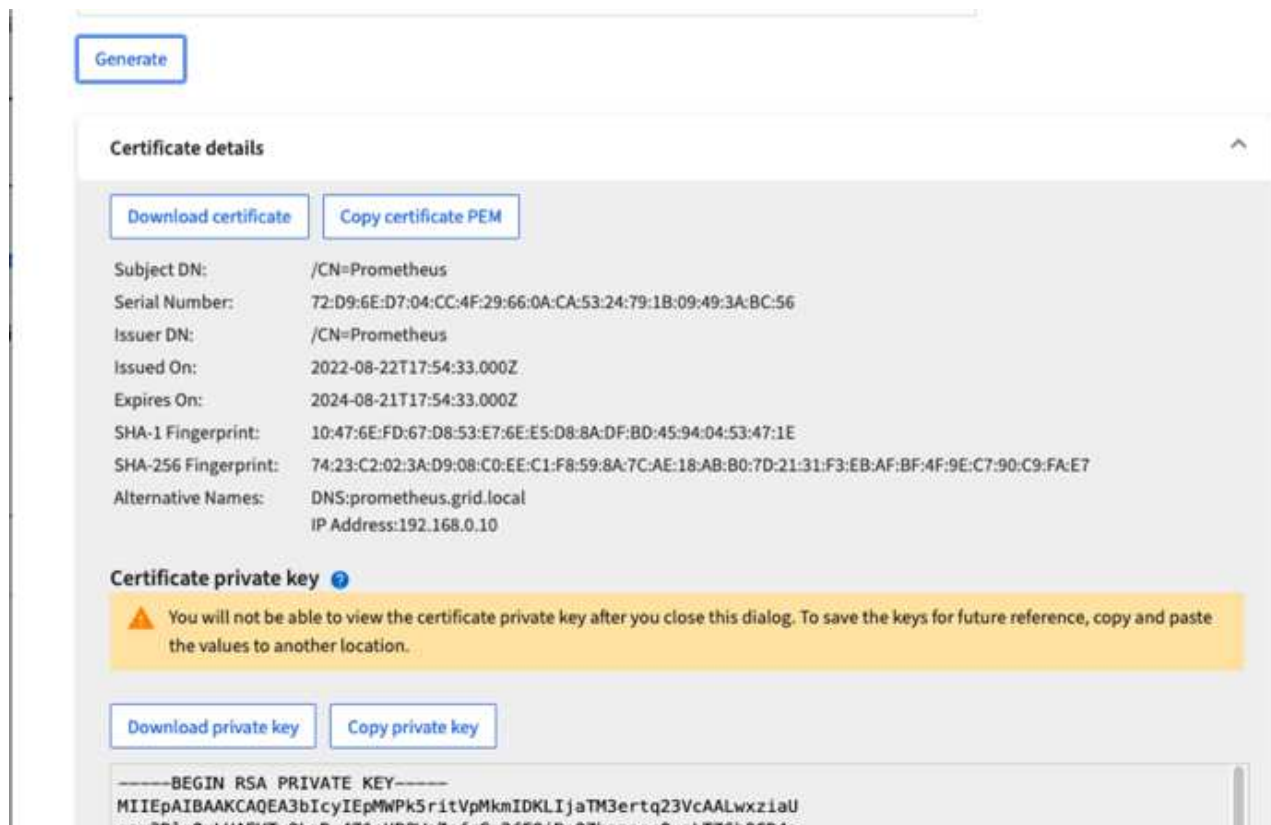 Generate
Certificate details
Download certificate
Copy certificate PEM
Subject DN: /CN=Prometheus
Serial Number: 72:D9:6E:D7:04:CC:4F:29:66:0A:CA:53:24:79:1B:09:49:3A:BC:56
Issuer DN: /CN=Prometheus
Issued On: 2022-08-22T17:54:33.000Z
Expires On: 2024-08-21T17:54:33.000Z
SHA-1 Fingerprint: 10:47:6E:FD:67:D8:53:E7:6E:E5:D8:8A:DF:BD:45:94:04:53:47:1E
SHA-256 Fingerprint: 74:23:C2:02:3A:D9:08:C0:EE:C1:F8:59:8A:7C:AE:18:AB:B0:7D:21:31:F3:EB:AF:BF:4F:9E:C7:90:C9:FA:E7
Alternative Names: DNS:prometheus.grid.local
IP Address:192.168.0.10
Certificate private key
You will not be able to view the certificate private key after you close this dialog. To save the keys for future reference, copy and paste
the values to another location.
Download private key
Copy private key
-----BEGIN RSA PRIVATE KEY-----
MIIEpAIBAAKCAQEA3bIcyIEpMWPk5ritVpMkmIDKLIjaTM3ertq23VcAALwxziaU